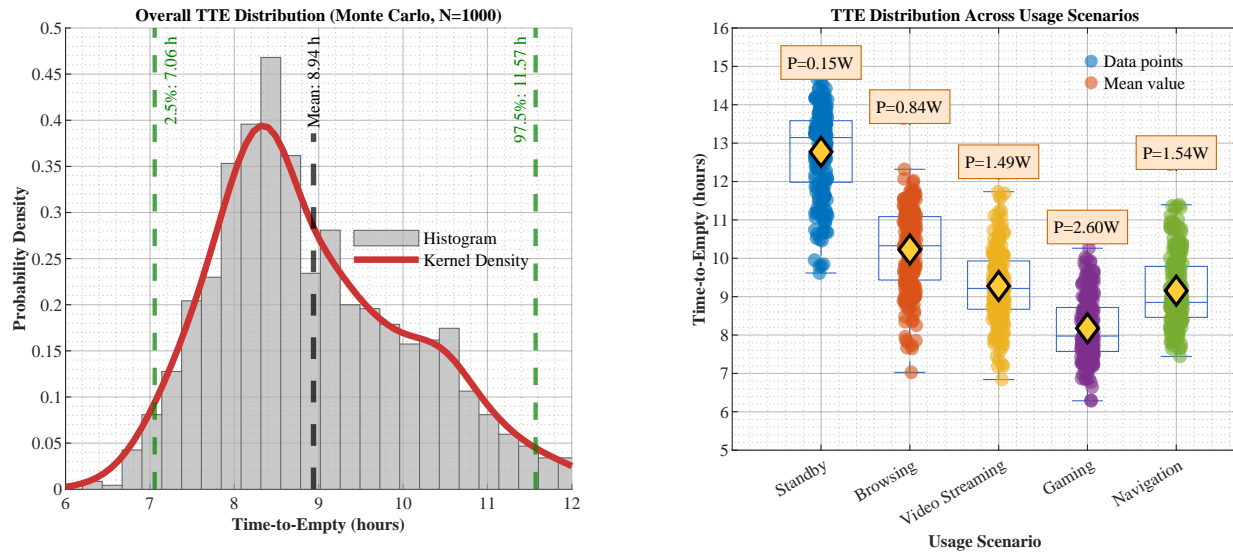 Overall TTE Distribution (Monte Carlo, N=1000)
0.5
0.45
0.4
0.35
0.3
0.25
0.2
0.15
0.1
0.05
0
Probability Density
2.5%: 7.06 h
Mean: 8.94 h
97.5%: 11.57 h
Histogram
Kernel Density
6
7
8
9
10
11
12
Time-to-Empty (hours)
TTE Distribution Across Usage Scenarios
16
15
14
13
12
11
10
9
8
7
6
5
Time-to-Empty (hours)
P=0.15W
P=0.84W
P=1.49W
P=2.60W
P=1.54W
Data points
Mean value
Standby
Browsing
Video Streaming
Gaming
Navigation
Usage Scenario